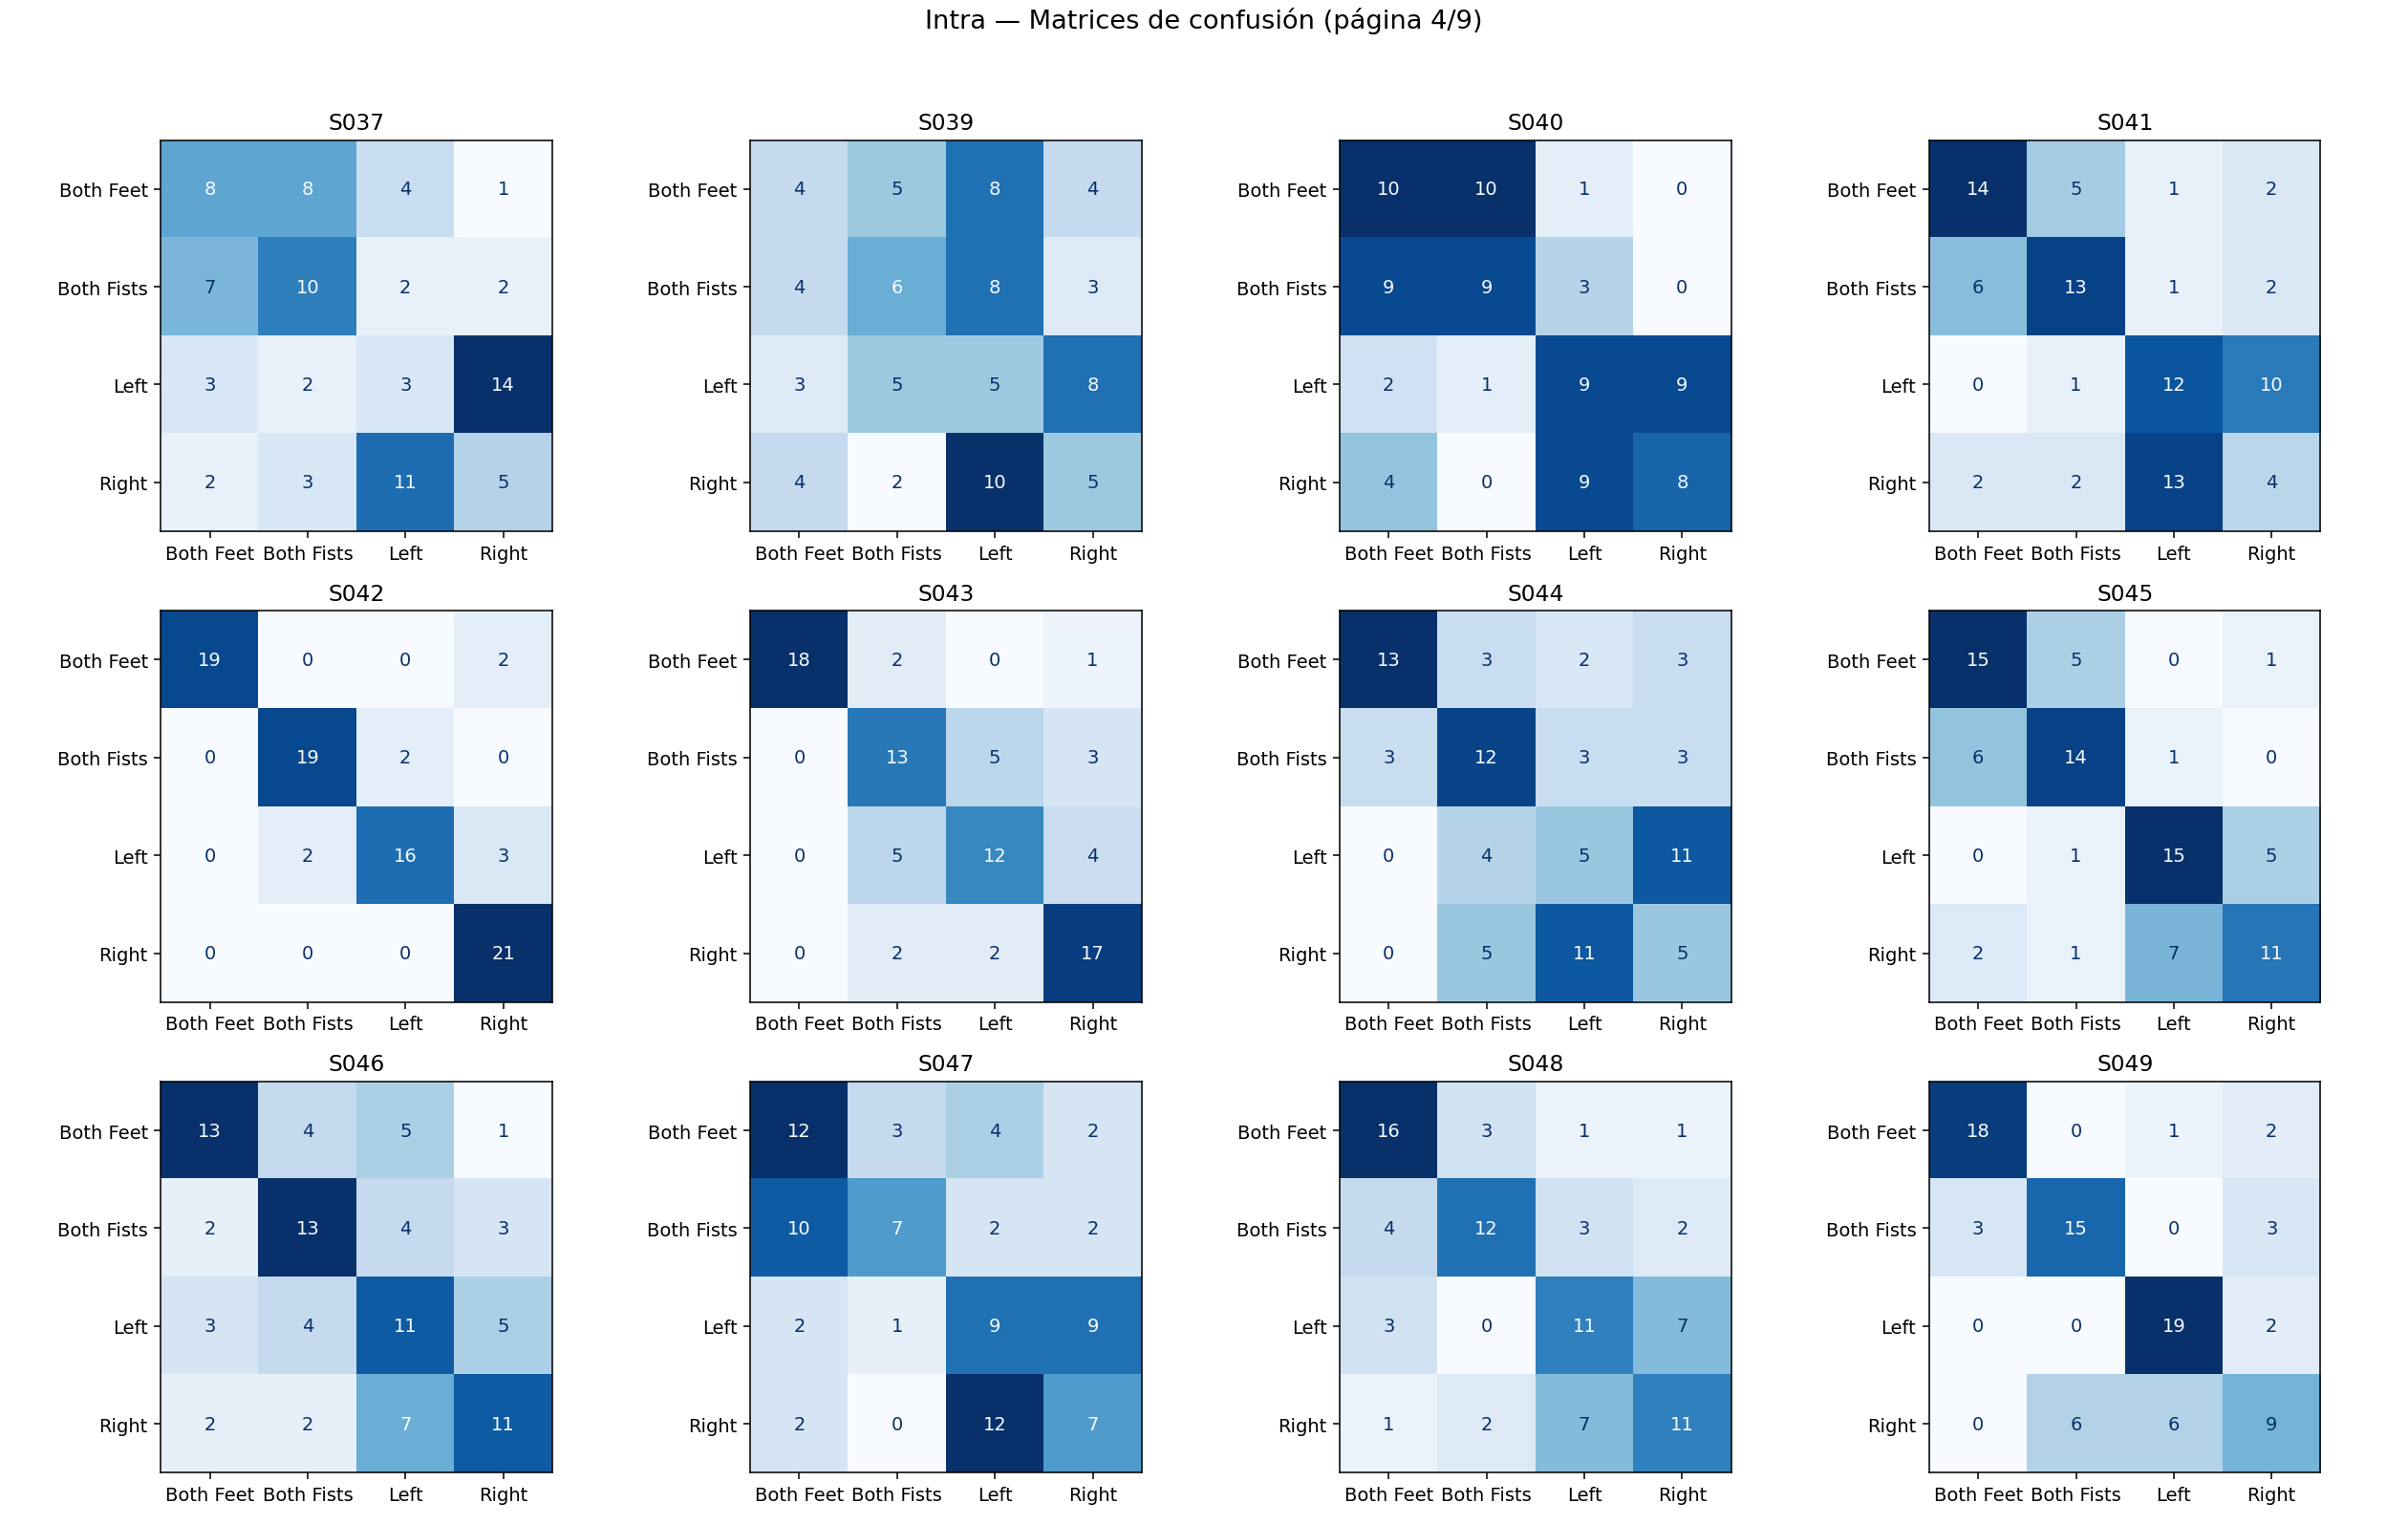 Intra — Matrices de confusión (página 4/9)
S037 S039 S040 S041
Both Feet 8 8 4 1 Both Feet 4 5 8 4 Both Feet 10 10 1 0 Both Feet 14 5 1 2
Both Fists 7 10 2 2 Both Fists 4 6 8 3 Both Fists 9 9 3 0 Both Fists 6 13 1 2
Left 3 2 3 14 Left 3 5 5 8 Left 2 1 9 9 Left 0 1 12 10
Right 2 3 11 5 Right 4 2 10 5 Right 4 0 9 8 Right 2 2 13 4
Both Feet Both Fists Left Right Both Feet Both Fists Left Right Both Feet Both Fists Left Right Both Feet Both Fists Left Right
S042 S043 S044 S045
Both Feet 19 0 0 2 Both Feet 18 2 0 1 Both Feet 13 3 2 3 Both Feet 15 5 0 1
Both Fists 0 19 2 0 Both Fists 0 13 5 3 Both Fists 3 12 3 3 Both Fists 6 14 1 0
Left 0 2 16 3 Left 0 5 12 4 Left 0 4 5 11 Left 0 1 15 5
Right 0 0 0 21 Right 0 2 2 17 Right 0 5 11 5 Right 2 1 7 11
Both Feet Both Fists Left Right Both Feet Both Fists Left Right Both Feet Both Fists Left Right Both Feet Both Fists Left Right
S046 S047 S048 S049
Both Feet 13 4 5 1 Both Feet 12 3 4 2 Both Feet 16 3 1 1 Both Feet 18 0 1 2
Both Fists 2 13 4 3 Both Fists 10 7 2 2 Both Fists 4 12 3 2 Both Fists 3 15 0 3
Left 3 4 11 5 Left 2 1 9 9 Left 3 0 11 7 Left 0 0 19 2
Right 2 2 7 11 Right 2 0 12 7 Right 1 2 7 11 Right 0 6 6 9
Both Feet Both Fists Left Right Both Feet Both Fists Left Right Both Feet Both Fists Left Right Both Feet Both Fists Left Right